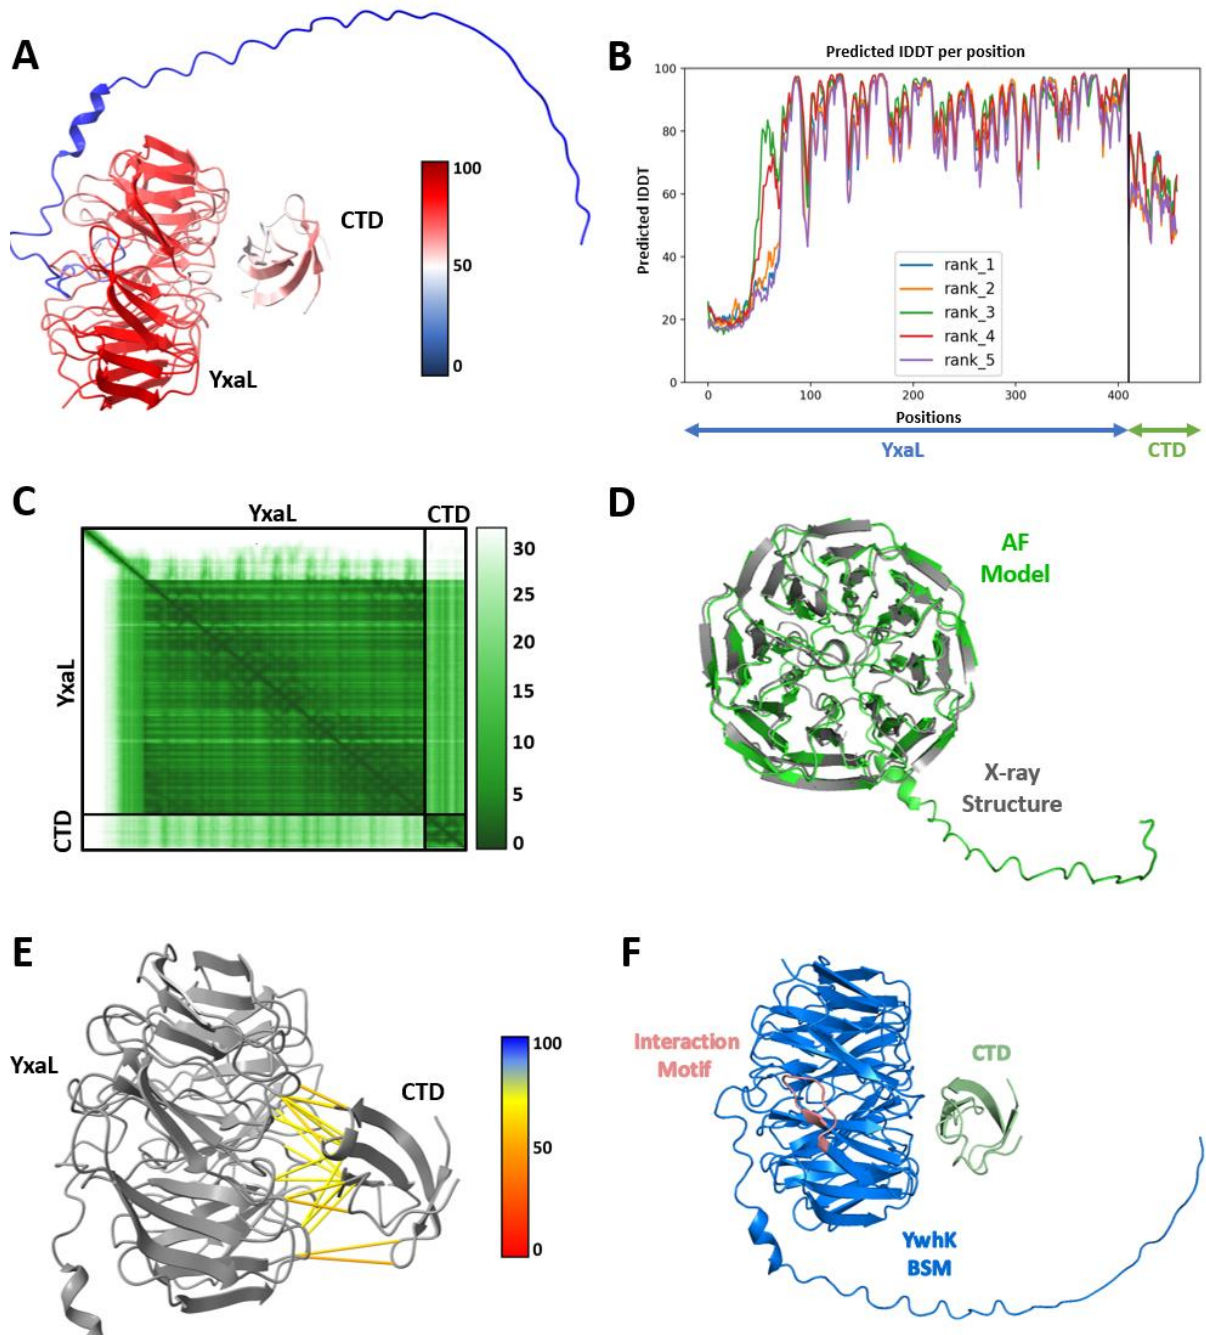 A
100
50
0
CTD
YxaL
B
Predicted lDDT per position
Predicted lDDT
100
80
60
40
20
0
rank_1
rank_2
rank_3
rank_4
rank_5
0
100
200
300
400
Positions
YxaL
CTD
C
YxaL
CTD
YxaL
CTD
30
25
20
15
10
5
0
D
AF
Model
X-ray
Structure
E
YxaL
CTD
100
50
0
F
Interaction
Motif
CTD
YwhK
BSM